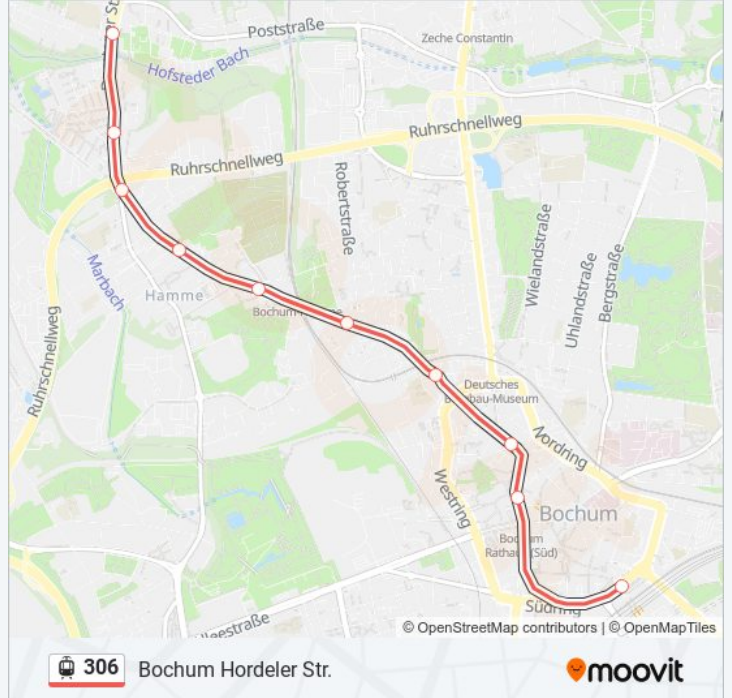 Poststraße
Zeche Constantin
Hofsteder Bach
Ruhrschnellweg
Ruhrschnellweg
Robertstraße
Wielandstraße
Uhlandstraße
Bergstraße
Marbach
Hamme
Ruhrschnellweg
Deutsches
Nordring
Westring
Bochum
(Süd)
Südring
© OpenStreetMap contributors | © OpenMapTiles
306 Bochum Hordeler Str.
moovit